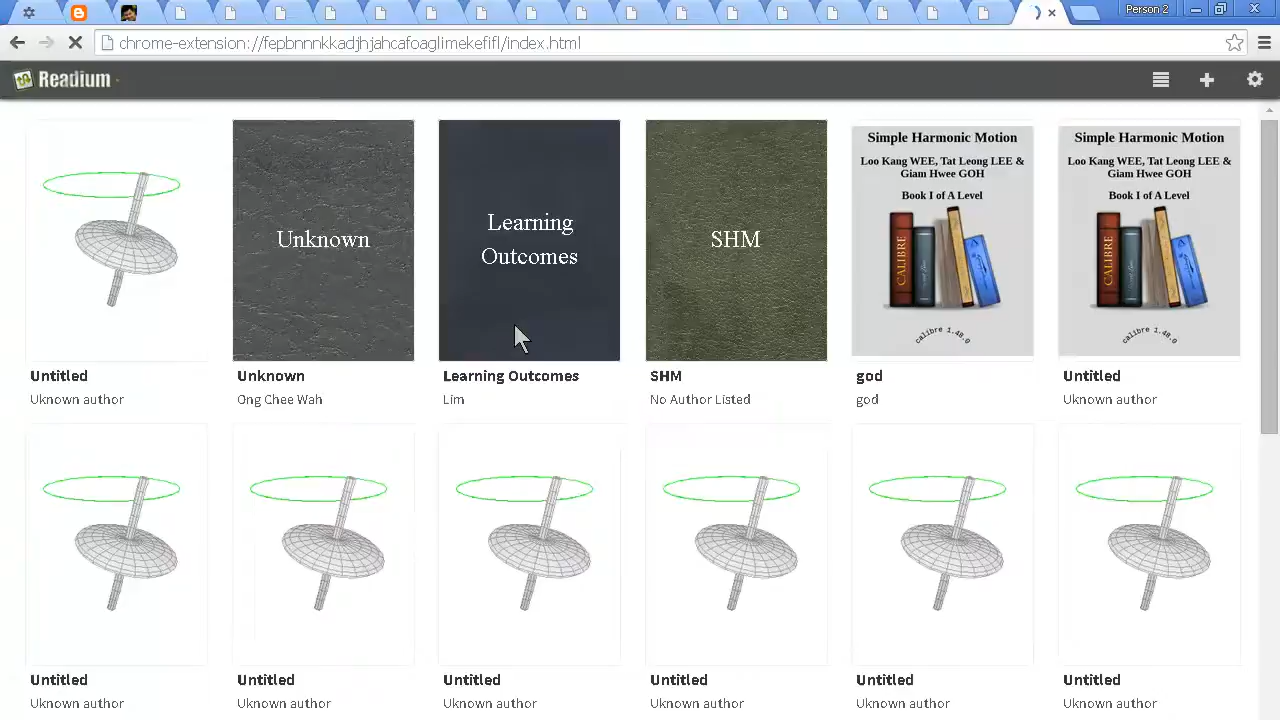 Person 2
chrome-extension://fepbnnnkkadjhjahcafoaglimekefifl/index.html
Readium
Unknown
Learning
Outcomes
SHM
Simple Harmonic Motion
Loo Kang WEE, Tat Leong LEE &
Giam Hwee GOH
Book I of A Level
CALIBRE
calibre 1.48.0
Simple Harmonic Motion
Loo Kang WEE, Tat Leong LEE &
Giam Hwee GOH
Book I of A Level
CALIBRE
calibre 1.48.0
Untitled
Uknown author
Unknown
Ong Chee Wah
Learning Outcomes
Lim
SHM
No Author Listed
god
god
Untitled
Uknown author
Untitled
Uknown author
Untitled
Uknown author
Untitled
Uknown author
Untitled
Uknown author
Untitled
Uknown author
Untitled
Uknown author